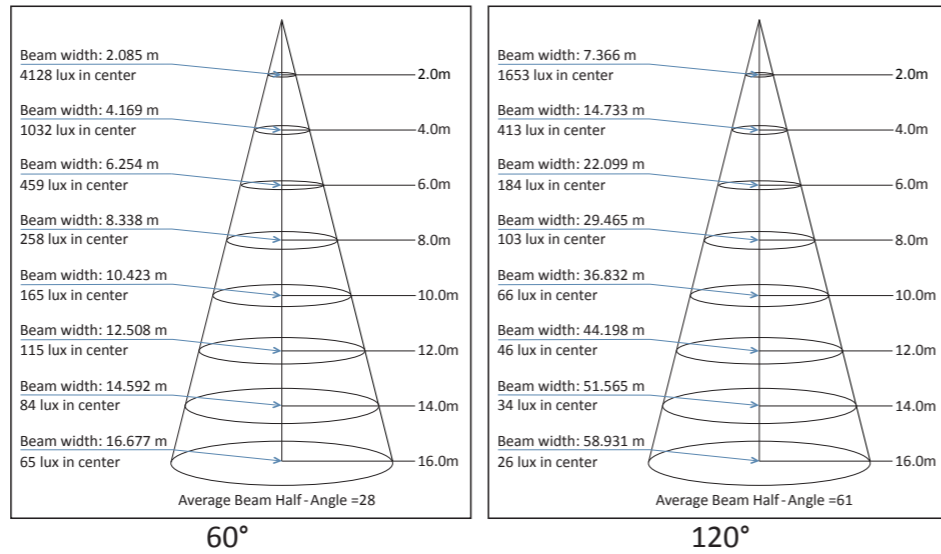 Beam width: 2.085 m
4128 lux in center
2.0m
Beam width: 4.169 m
1032 lux in center
4.0m
Beam width: 6.254 m
459 lux in center
6.0m
Beam width: 8.338 m
258 lux in center
8.0m
Beam width: 10.423 m
165 lux in center
10.0m
Beam width: 12.508 m
115 lux in center
12.0m
Beam width: 14.592 m
84 lux in center
14.0m
Beam width: 16.677 m
65 lux in center
16.0m
Average Beam Half-Angle =28
60°
Beam width: 7.366 m
1653 lux in center
2.0m
Beam width: 14.733 m
413 lux in center
4.0m
Beam width: 22.099 m
184 lux in center
6.0m
Beam width: 29.465 m
103 lux in center
8.0m
Beam width: 36.832 m
66 lux in center
10.0m
Beam width: 44.198 m
46 lux in center
12.0m
Beam width: 51.565 m
34 lux in center
14.0m
Beam width: 58.931 m
26 lux in center
16.0m
Average Beam Half-Angle =61
120°